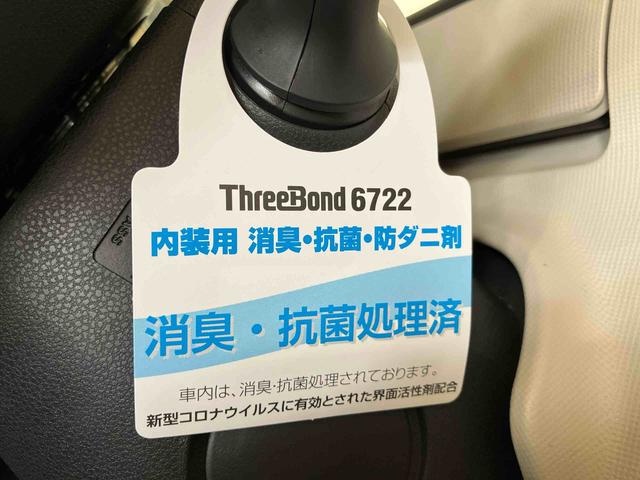 ThreeBond 6722
内装用 消臭・抗菌・防ダニ剤
消臭・抗菌処理済
車内は、消臭・抗菌処理されております。
新型コロナウイルスに有効とされた界面活性剤配合